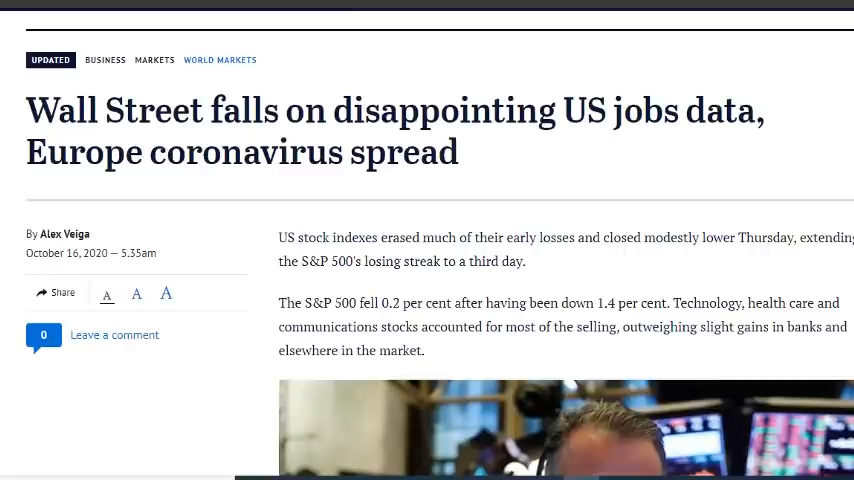 UPDATED BUSINESS MARKETS WORLD MARKETS
Wall Street falls on disappointing US jobs data,
Europe coronavirus spread
By Alex Veiga
October 16, 2020 — 5.35am
Share A A A
0 Leave a comment
US stock indexes erased much of their early losses and closed modestly lower Thursday, extending
the S&P 500's losing streak to a third day.
The S&P 500 fell 0.2 per cent after having been down 1.4 per cent. Technology, health care and
communications stocks accounted for most of the selling, outweighing slight gains in banks and
elsewhere in the market.